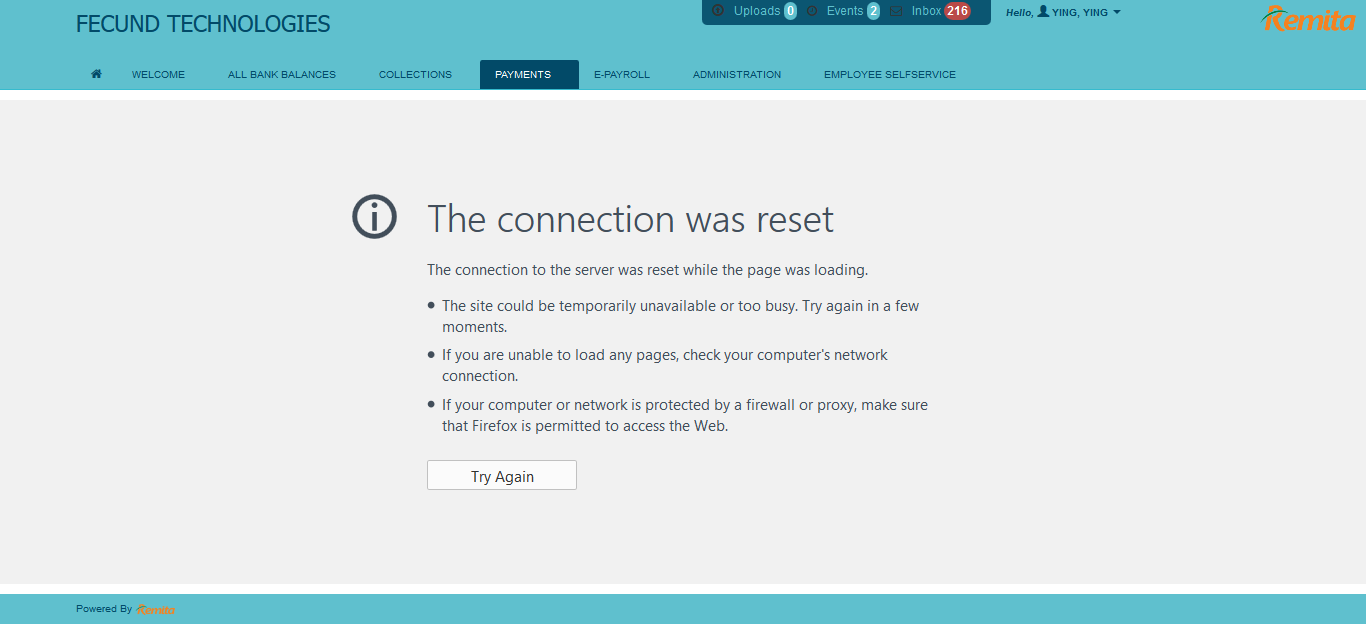 FECUND TECHNOLOGIES
Uploads 0 Events 2 Inbox 216
Hello, YING, YING
Remita
WELCOME ALL BANK BALANCES COLLECTIONS PAYMENTS E-PAYROLL ADMINISTRATION EMPLOYEE SELFSERVICE
The connection was reset
The connection to the server was reset while the page was loading.
The site could be temporarily unavailable or too busy. Try again in a few
moments.
If you are unable to load any pages, check your computer's network
connection.
If your computer or network is protected by a firewall or proxy, make sure
that Firefox is permitted to access the Web.
Try Again
Powered By Remita